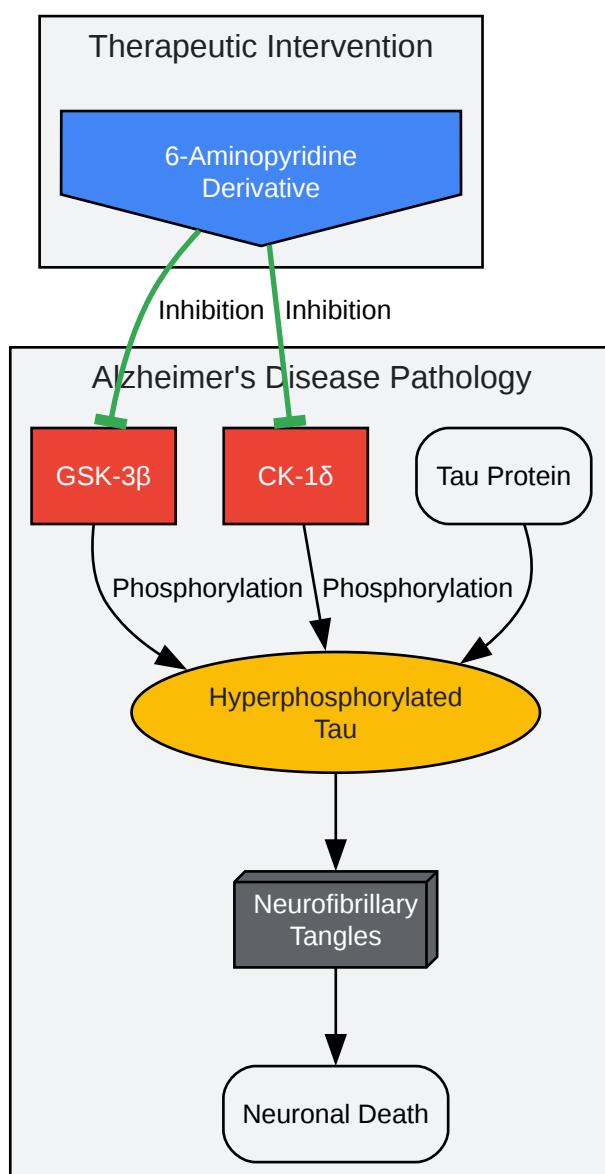 Therapeutic Intervention
6-Aminopyridine
Derivative
Inhibition
Inhibition
Alzheimer's Disease Pathology
GSK-3β
CK-1δ
Tau Protein
Phosphorylation
Phosphorylation
Hyperphosphorylated
Tau
Neurofibrillary
Tangles
Neuronal Death